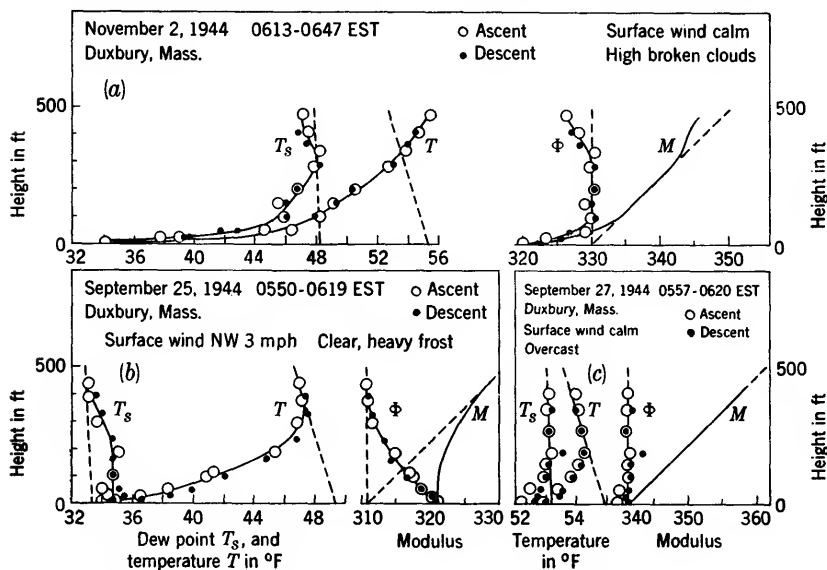 November 2, 1944 0613-0647 EST
Duxbury, Mass.
Ascent
Descent
Surface wind calm
High broken clouds
(a)
Height in ft
500
0
T_s
T
Φ
M
500
0
Height in ft
32 36 40 44 48 52 56
320 330 340 350
September 25, 1944 0550-0619 EST
Duxbury, Mass.
Ascent
Descent
Surface wind NW 3 mph Clear, heavy frost
(b)
Height in ft
500
0
T_s
T
Φ
M
32 36 40 44 48
310 320 330
Dew point T_s, and
temperature T in °F
Modulus
September 27, 1944 0557-0620 EST
Duxbury, Mass.
Surface wind calm
Overcast
Ascent
Descent
(c)
T_s
T
Φ
M
500
0
Height in ft
52 54
340 350 360
Temperature
in °F
Modulus